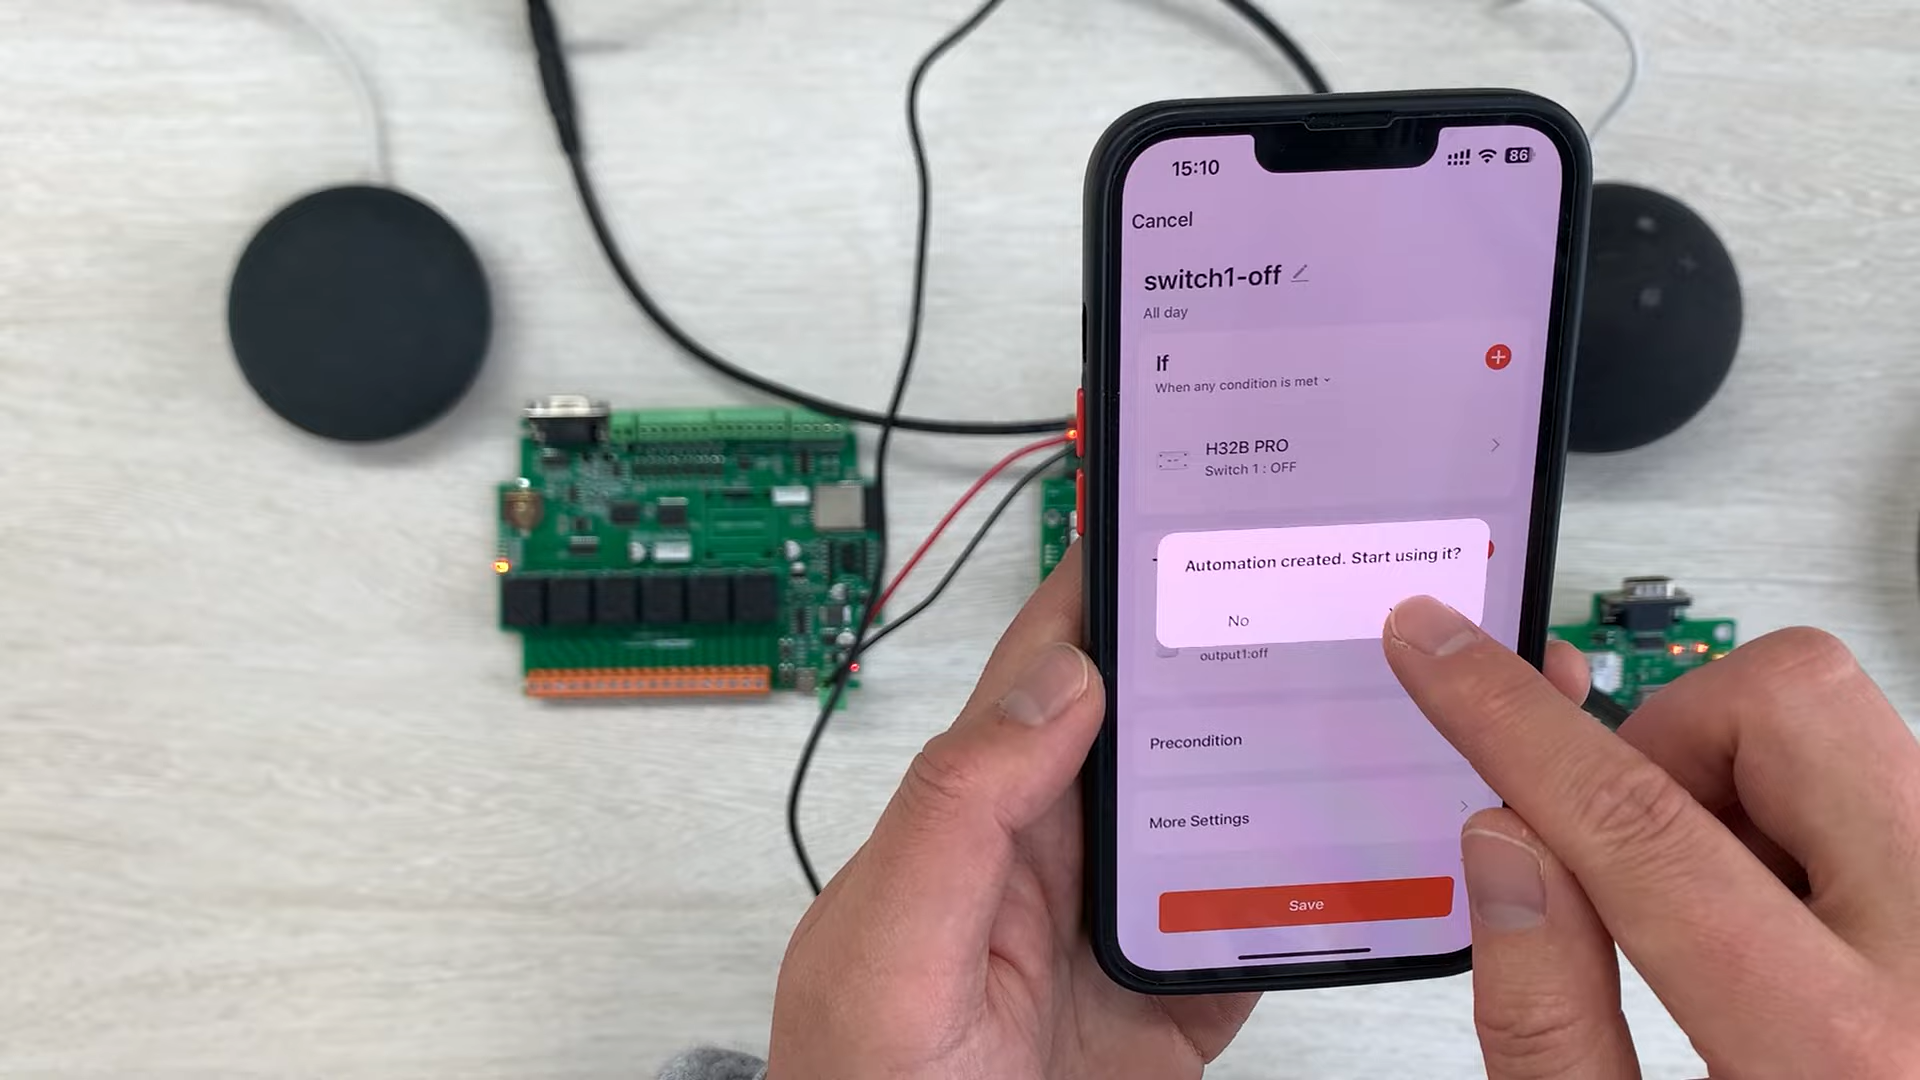 15:10
86
Cancel
switch1-off
All day
If
When any condition is met
H32B PRO
Switch 1 : OFF
Automation created. Start using it?
No
output1:off
Precondition
More Settings
Save